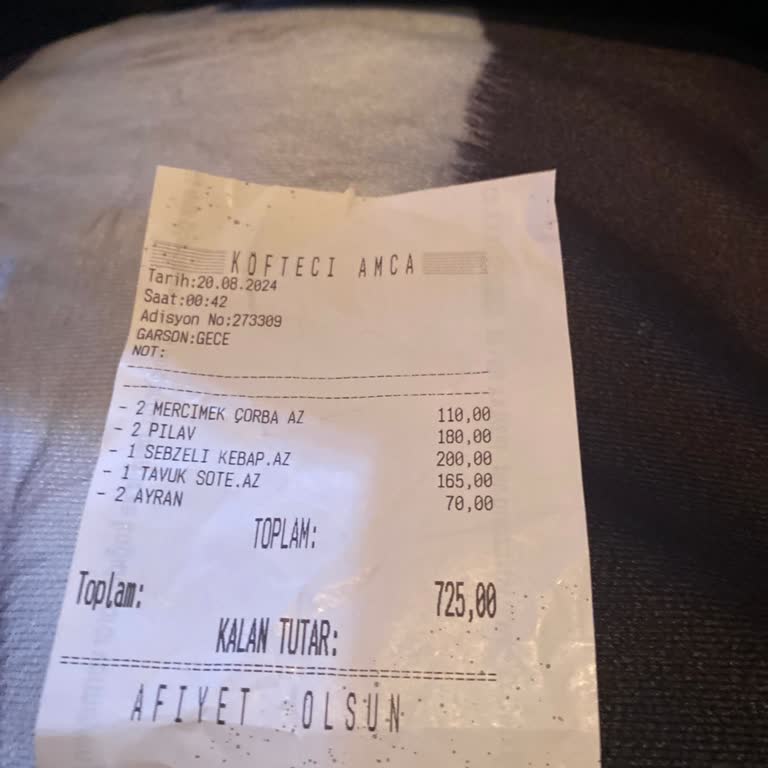 KÖFTECI AMCA
Tarih:20.08.2024
Saat:00:42
Adisyon No:273309
GARSON:GECE
NOT:
- 2 MERCIMEK ÇORBA AZ 110,00
- 2 PILAV 180,00
- 1 SEBZELI KEBAP.AZ 200,00
- 1 TAVUK SOTE.AZ 165,00
- 2 AYRAN 70,00
TOPLAM:
Toplam: 725,00
KALAN TUTAR:
AFIYET OLSUN